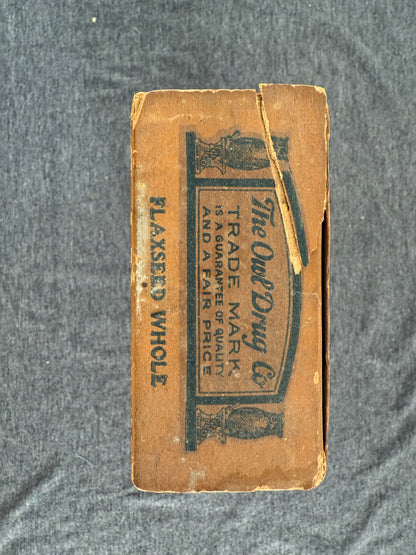 The Owl Drug Co
TRADE MARK
IS A GUARANTEE OF QUALITY
AND A FAIR PRICE
FLAXSEED WHOLE